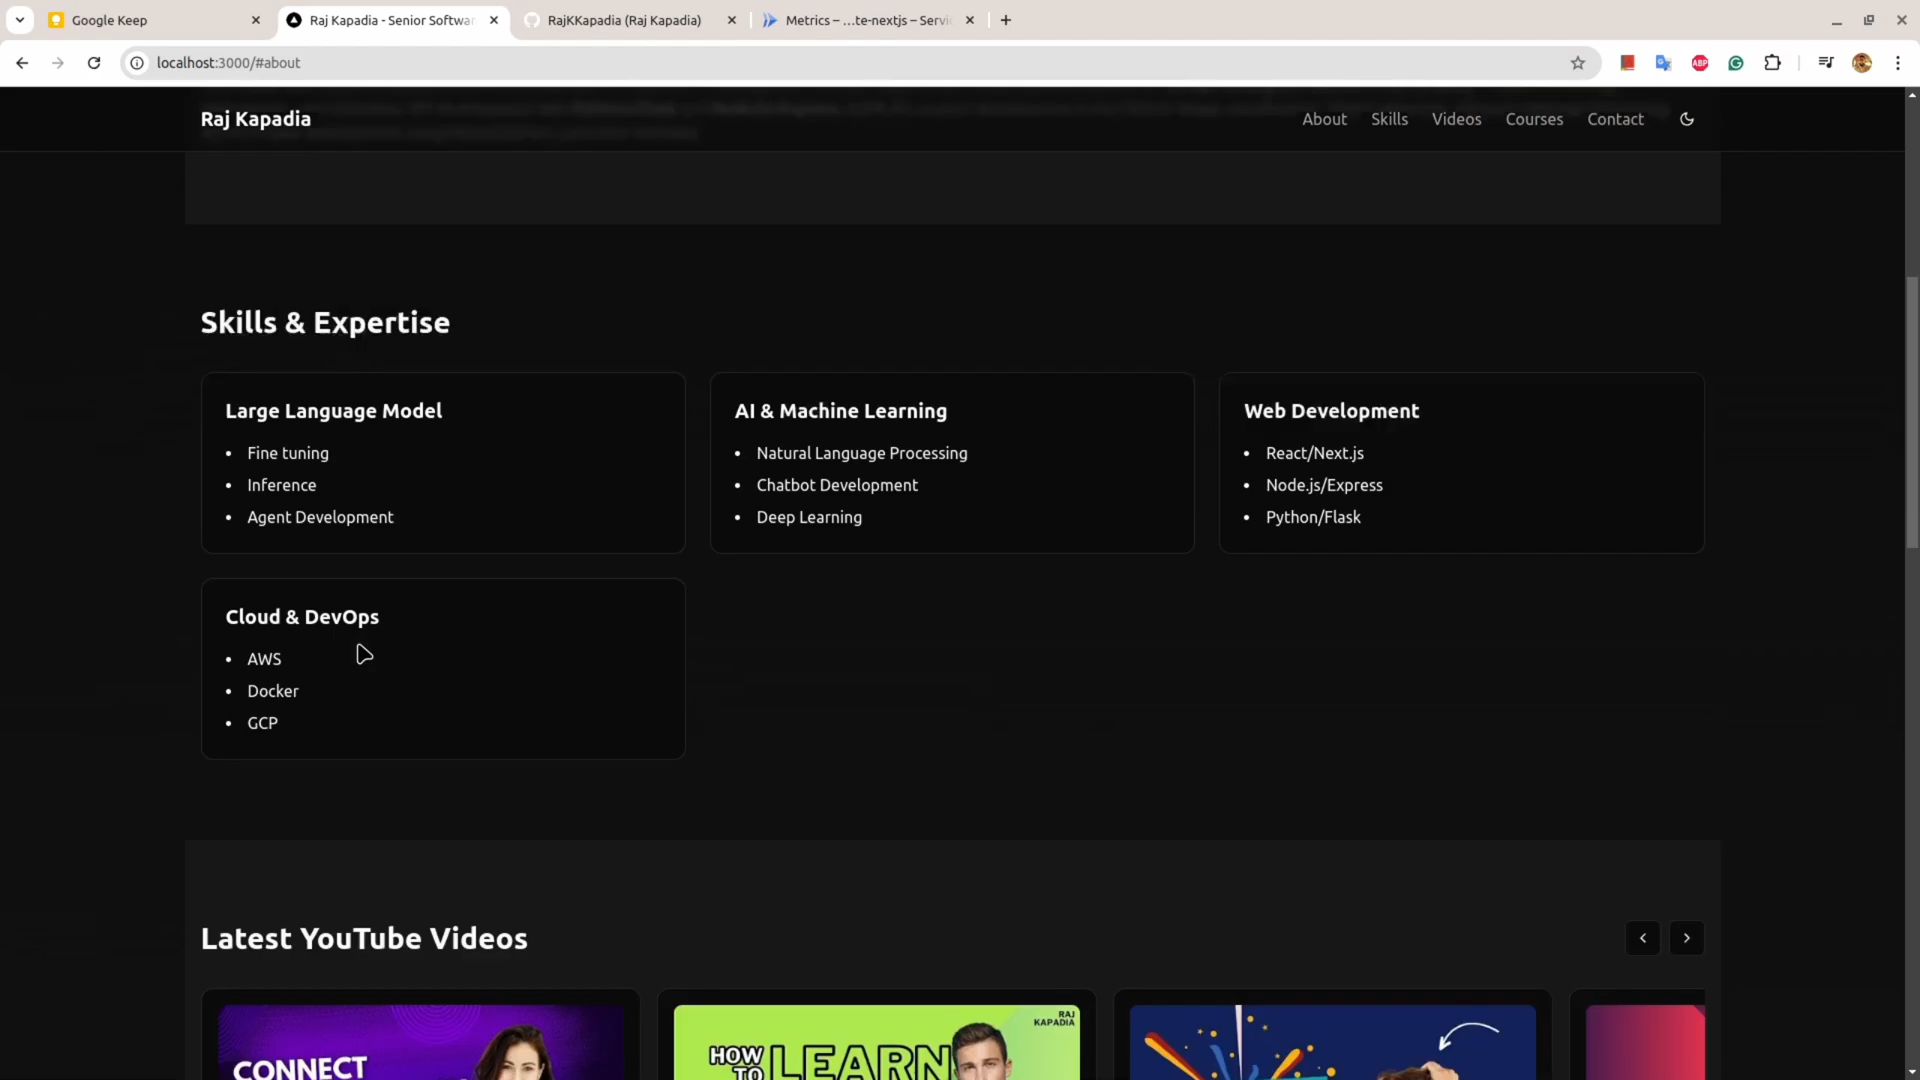 Google Keep
Raj Kapadia - Senior Softwar
RajKKapadia (Raj Kapadia)
Metrics – ...te-nextjs – Servi
localhost:3000/#about
ABP
Raj Kapadia
About
Skills
Videos
Courses
Contact
Skills & Expertise
Large Language Model
• Fine tuning
• Inference
• Agent Development
AI & Machine Learning
• Natural Language Processing
• Chatbot Development
• Deep Learning
Web Development
• React/Next.js
• Node.js/Express
• Python/Flask
Cloud & DevOps
• AWS
• Docker
• GCP
Latest YouTube Videos
CONNECT
HOW
TO
LEARN
RAJ
KAPADIA